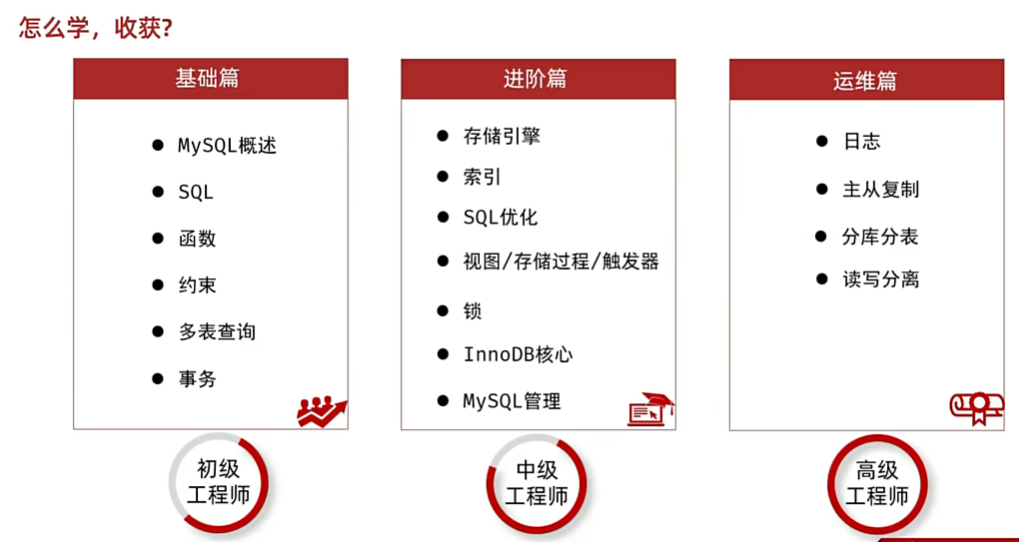 怎么学，收获?
基础篇
MySQL概述
SQL
函数
约束
多表查询
事务
初级
工程师
进阶篇
存储引擎
索引
SQL优化
视图/存储过程/触发器
锁
InnoDB核心
MySQL管理
中级
工程师
运维篇
日志
主从复制
分库分表
读写分离
高级
工程师